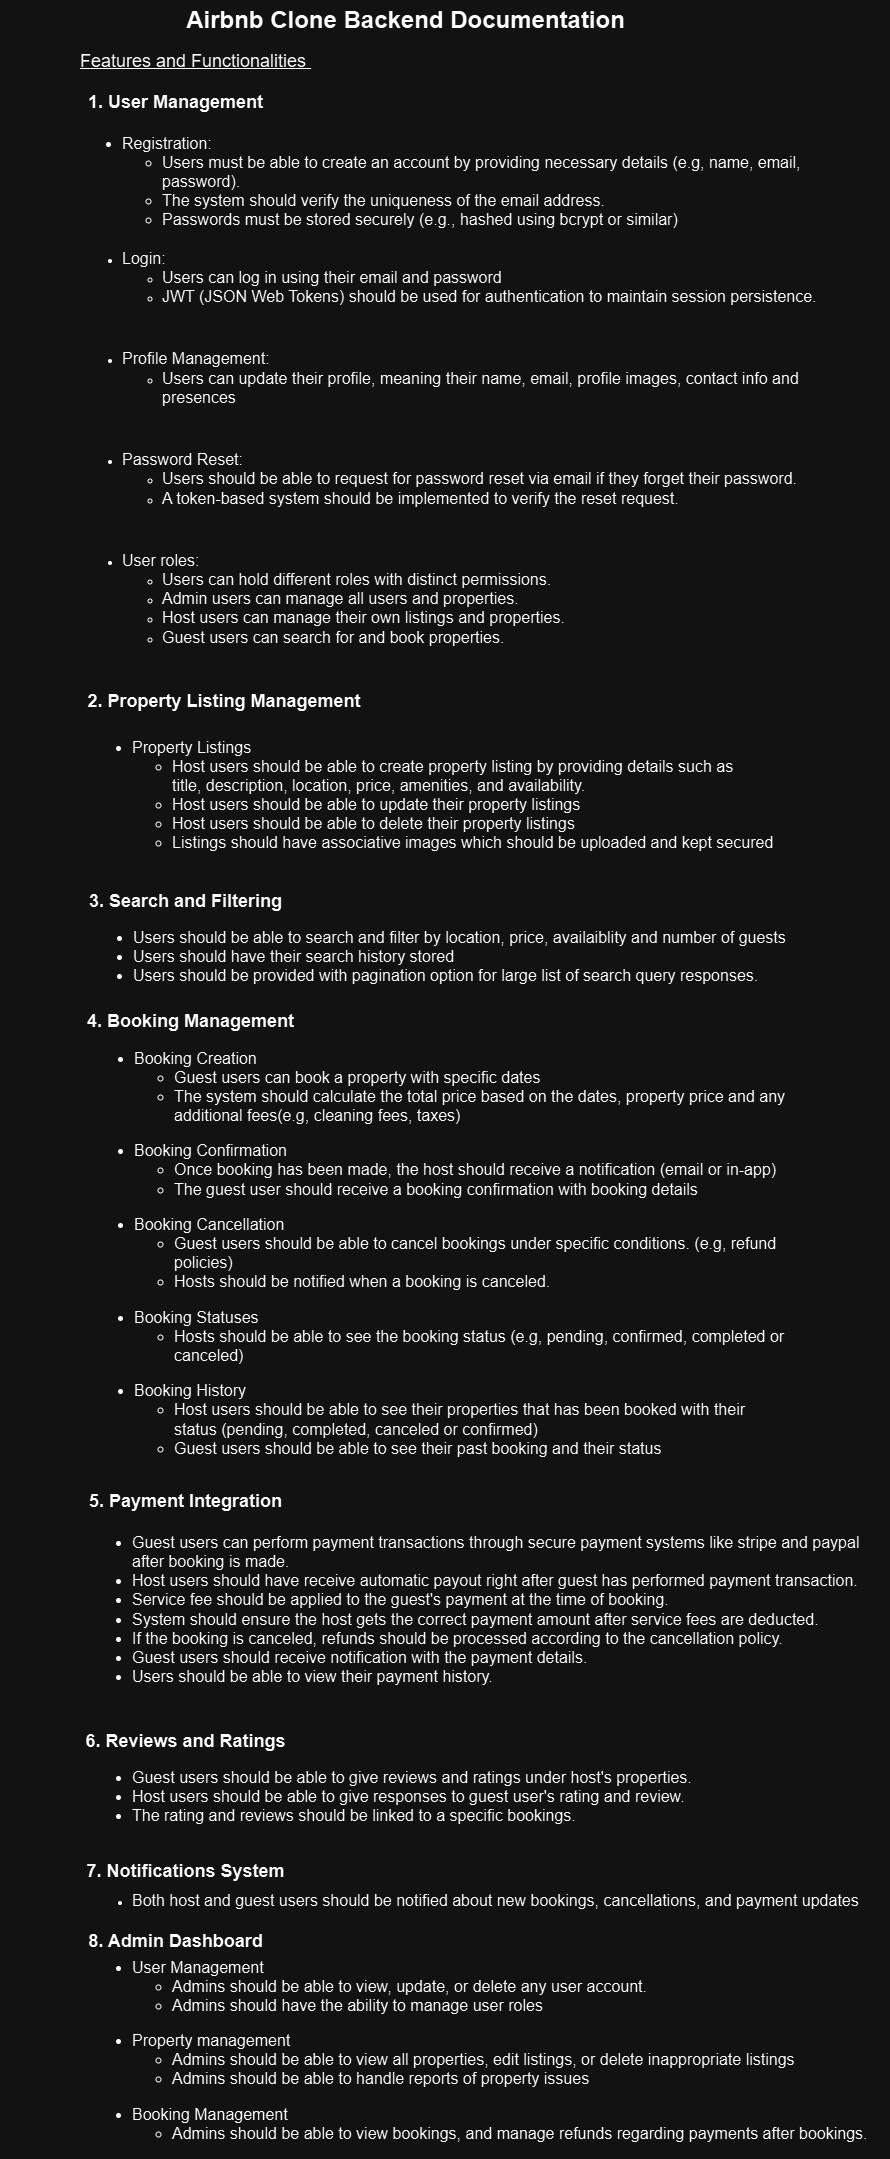 Airbnb Clone Backend Documentation
Features and Functionalities
1. User Management
Registration:
Users must be able to create an account by providing necessary details (e.g, name, email,
password).
The system should verify the uniqueness of the email address.
Passwords must be stored securely (e.g., hashed using bcrypt or similar)
Login:
Users can log in using their email and password
JWT (JSON Web Tokens) should be used for authentication to maintain session persistence.
Profile Management:
Users can update their profile, meaning their name, email, profile images, contact info and
presences
Password Reset:
Users should be able to request for password reset via email if they forget their password.
A token-based system should be implemented to verify the reset request.
User roles:
Users can hold different roles with distinct permissions.
Admin users can manage all users and properties.
Host users can manage their own listings and properties.
Guest users can search for and book properties.
2. Property Listing Management
Property Listings
Host users should be able to create property listing by providing details such as
title, description, location, price, amenities, and availability.
Host users should be able to update their property listings
Host users should be able to delete their property listings
Listings should have associative images which should be uploaded and kept secured
3. Search and Filtering
Users should be able to search and filter by location, price, availaiblity and number of guests
Users should have their search history stored
Users should be provided with pagination option for large list of search query responses.
4. Booking Management
Booking Creation
Guest users can book a property with specific dates
The system should calculate the total price based on the dates, property price and any
additional fees(e.g, cleaning fees, taxes)
Booking Confirmation
Once booking has been made, the host should receive a notification (email or in-app)
The guest user should receive a booking confirmation with booking details
Booking Cancellation
Guest users should be able to cancel bookings under specific conditions. (e.g, refund
policies)
Hosts should be notified when a booking is canceled.
Booking Statuses
Hosts should be able to see the booking status (e.g, pending, confirmed, completed or
canceled)
Booking History
Host users should be able to see their properties that has been booked with their
status (pending, completed, canceled or confirmed)
Guest users should be able to see their past booking and their status
5. Payment Integration
Guest users can perform payment transactions through secure payment systems like stripe and paypal
after booking is made.
Host users should have receive automatic payout right after guest has performed payment transaction.
Service fee should be applied to the guest's payment at the time of booking.
System should ensure the host gets the correct payment amount after service fees are deducted.
If the booking is canceled, refunds should be processed according to the cancellation policy.
Guest users should receive notification with the payment details.
Users should be able to view their payment history.
6. Reviews and Ratings
Guest users should be able to give reviews and ratings under host's properties.
Host users should be able to give responses to guest user's rating and review.
The rating and reviews should be linked to a specific bookings.
7. Notifications System
Both host and guest users should be notified about new bookings, cancellations, and payment updates
8. Admin Dashboard
User Management
Admins should be able to view, update, or delete any user account.
Admins should have the ability to manage user roles
Property management
Admins should be able to view all properties, edit listings, or delete inappropriate listings
Admins should be able to handle reports of property issues
Booking Management
Admins should be able to view bookings, and manage refunds regarding payments after bookings.